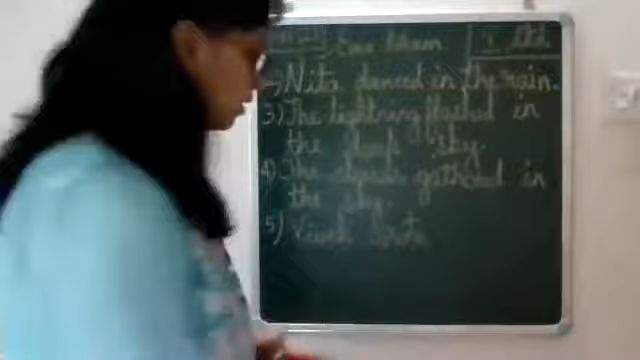 2) Nita danced in the rain.
3) The lightning flashed in
the dark sky.
4) The clouds gathered in
the sky.
5)